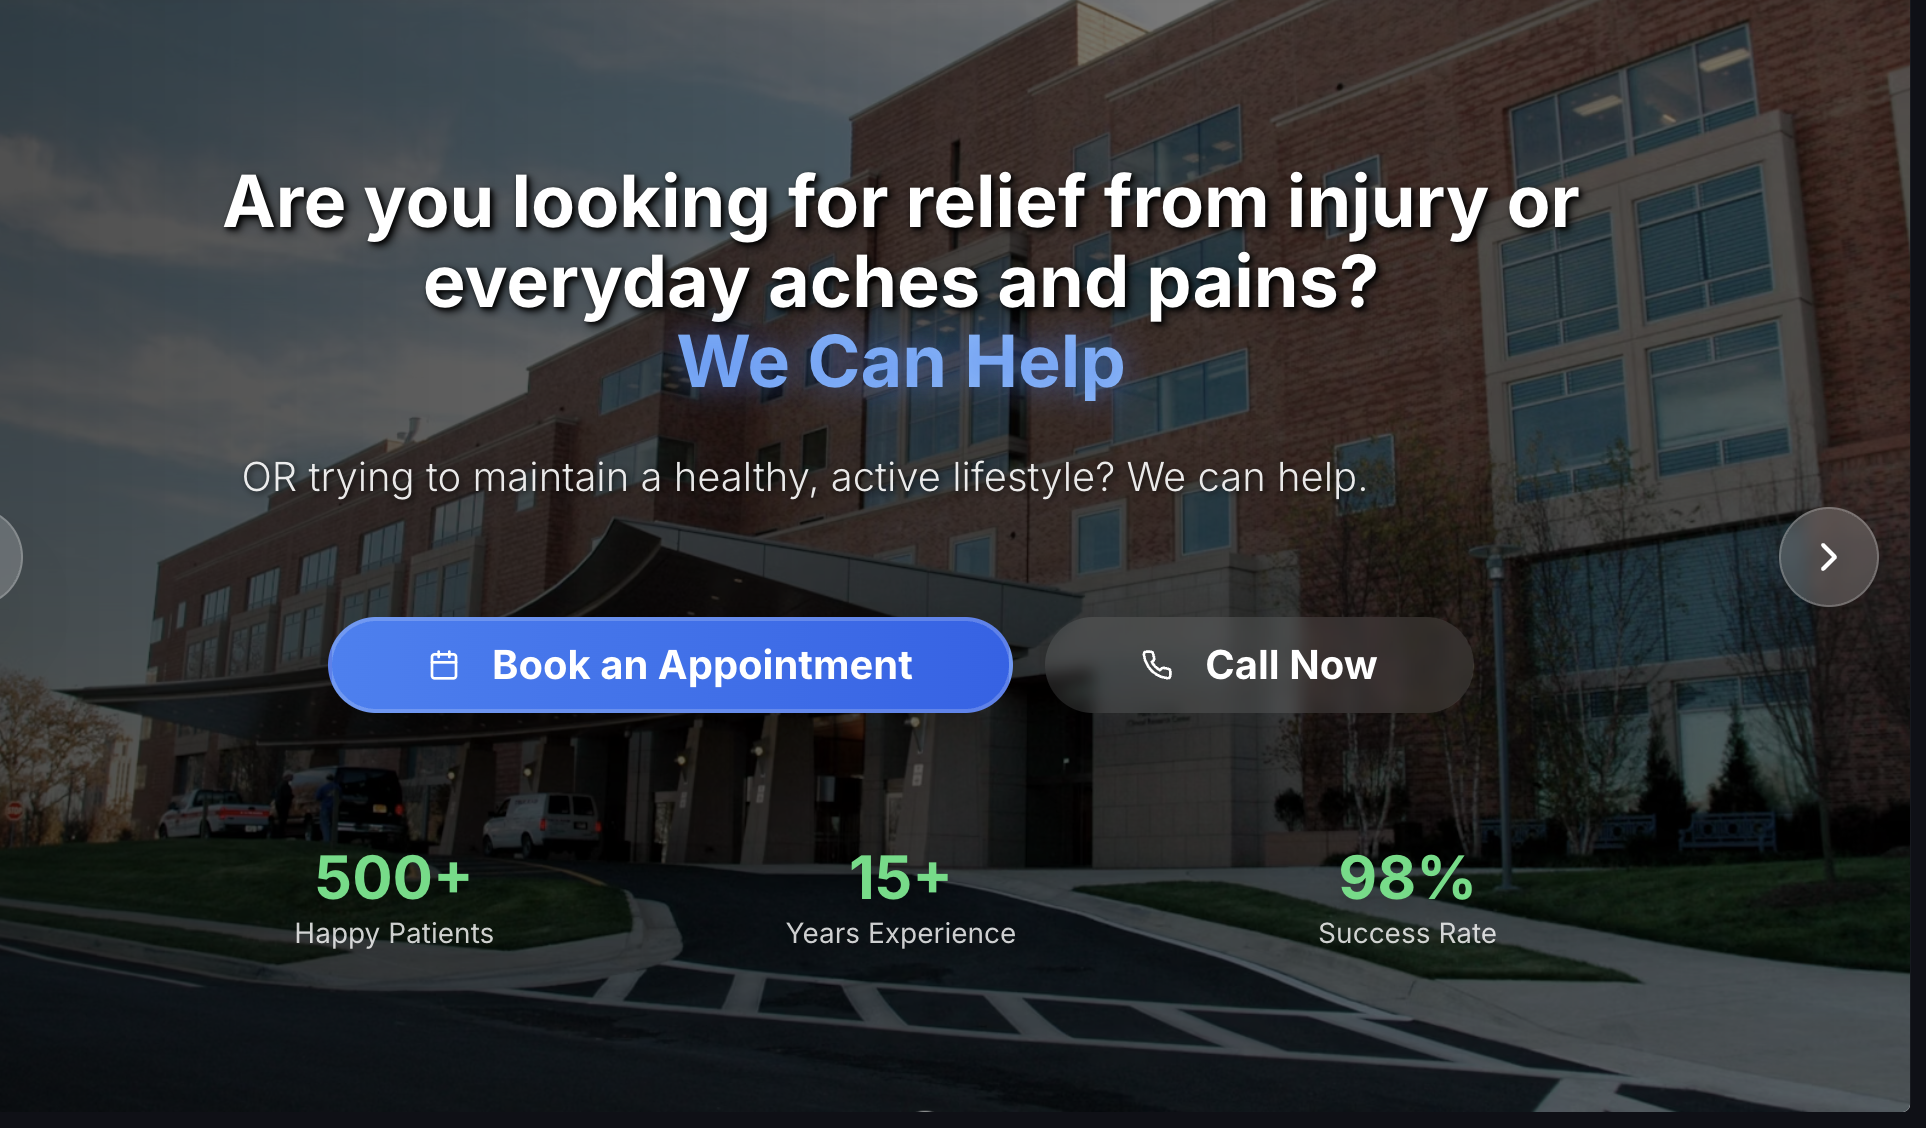 Are you looking for relief from injury or
everyday aches and pains?
We Can Help
OR trying to maintain a healthy, active lifestyle? We can help.
Book an Appointment
Call Now
500+
15+
98%
Happy Patients
Years Experience
Success Rate